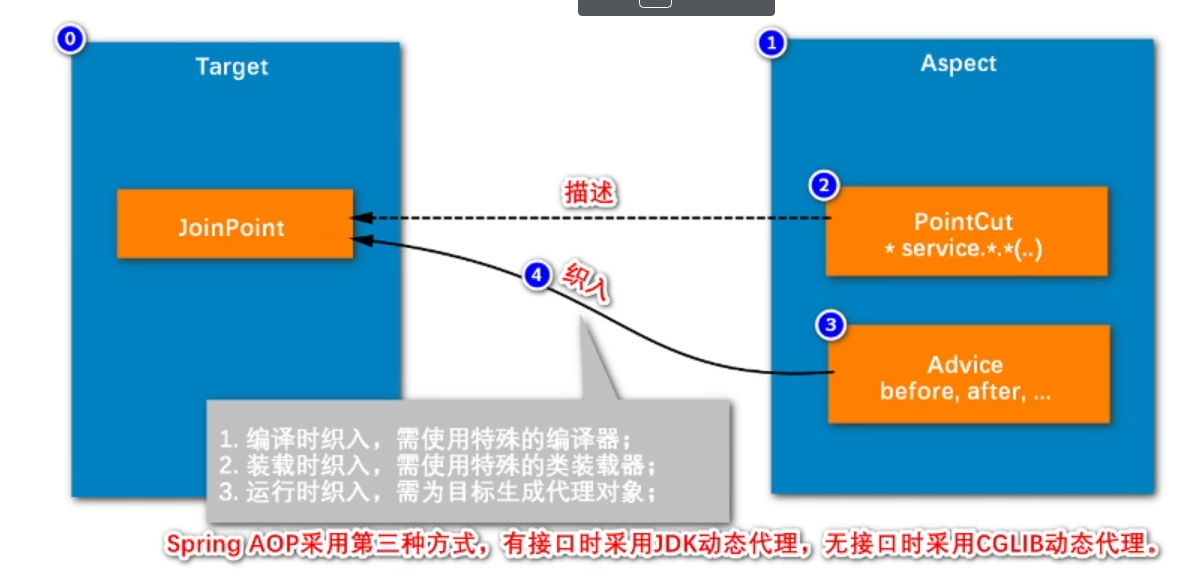 0
Target
JoinPoint
描述
4
织入
1
Aspect
2
PointCut
* service.*.*(..)
3
Advice
before, after, ...
1. 编译时织入，需使用特殊的编译器；
2. 装载时织入，需使用特殊的类装载器；
3. 运行时织入，需为目标生成代理对象；
Spring AOP采用第三种方式，有接口时采用JDK动态代理，无接口时采用CGLIB动态代理。